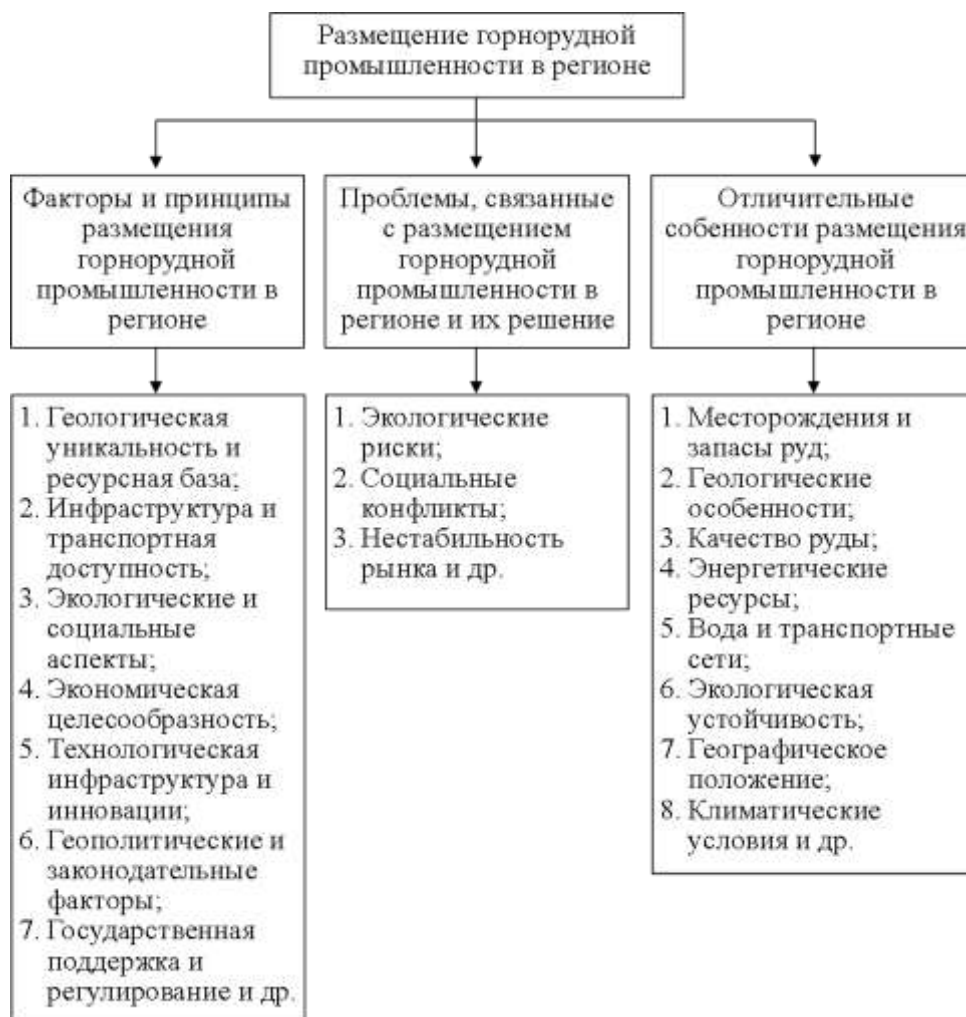 Размещение горнорудной
промышленности в регионе
Факторы и принципы
размещения
горнорудной
промышленности в
регионе
Проблемы, связанные
с размещением
горнорудной
промышленности в
регионе и их решение
Отличительные
собенности размещения
горнорудной
промышленности в
регионе
1. Геологическая
уникальность и
ресурсная база;
2. Инфраструктура и
транспортная
доступность;
3. Экологические и
социальные
аспекты;
4. Экономическая
целесообразность;
5. Технологическая
инфраструктура и
инновации;
6. Геополитические и
законодательные
факторы;
7. Государственная
поддержка и
регулирование и др.
1. Экологические
риски;
2. Социальные
конфликты;
3. Нестабильность
рынка и др.
1. Месторождения и
запасы руд;
2. Геологические
особенности;
3. Качество руды;
4. Энергетические
ресурсы;
5. Вода и транспортные
сети;
6. Экологическая
устойчивость;
7. Географическое
положение;
8. Климатические
условия и др.